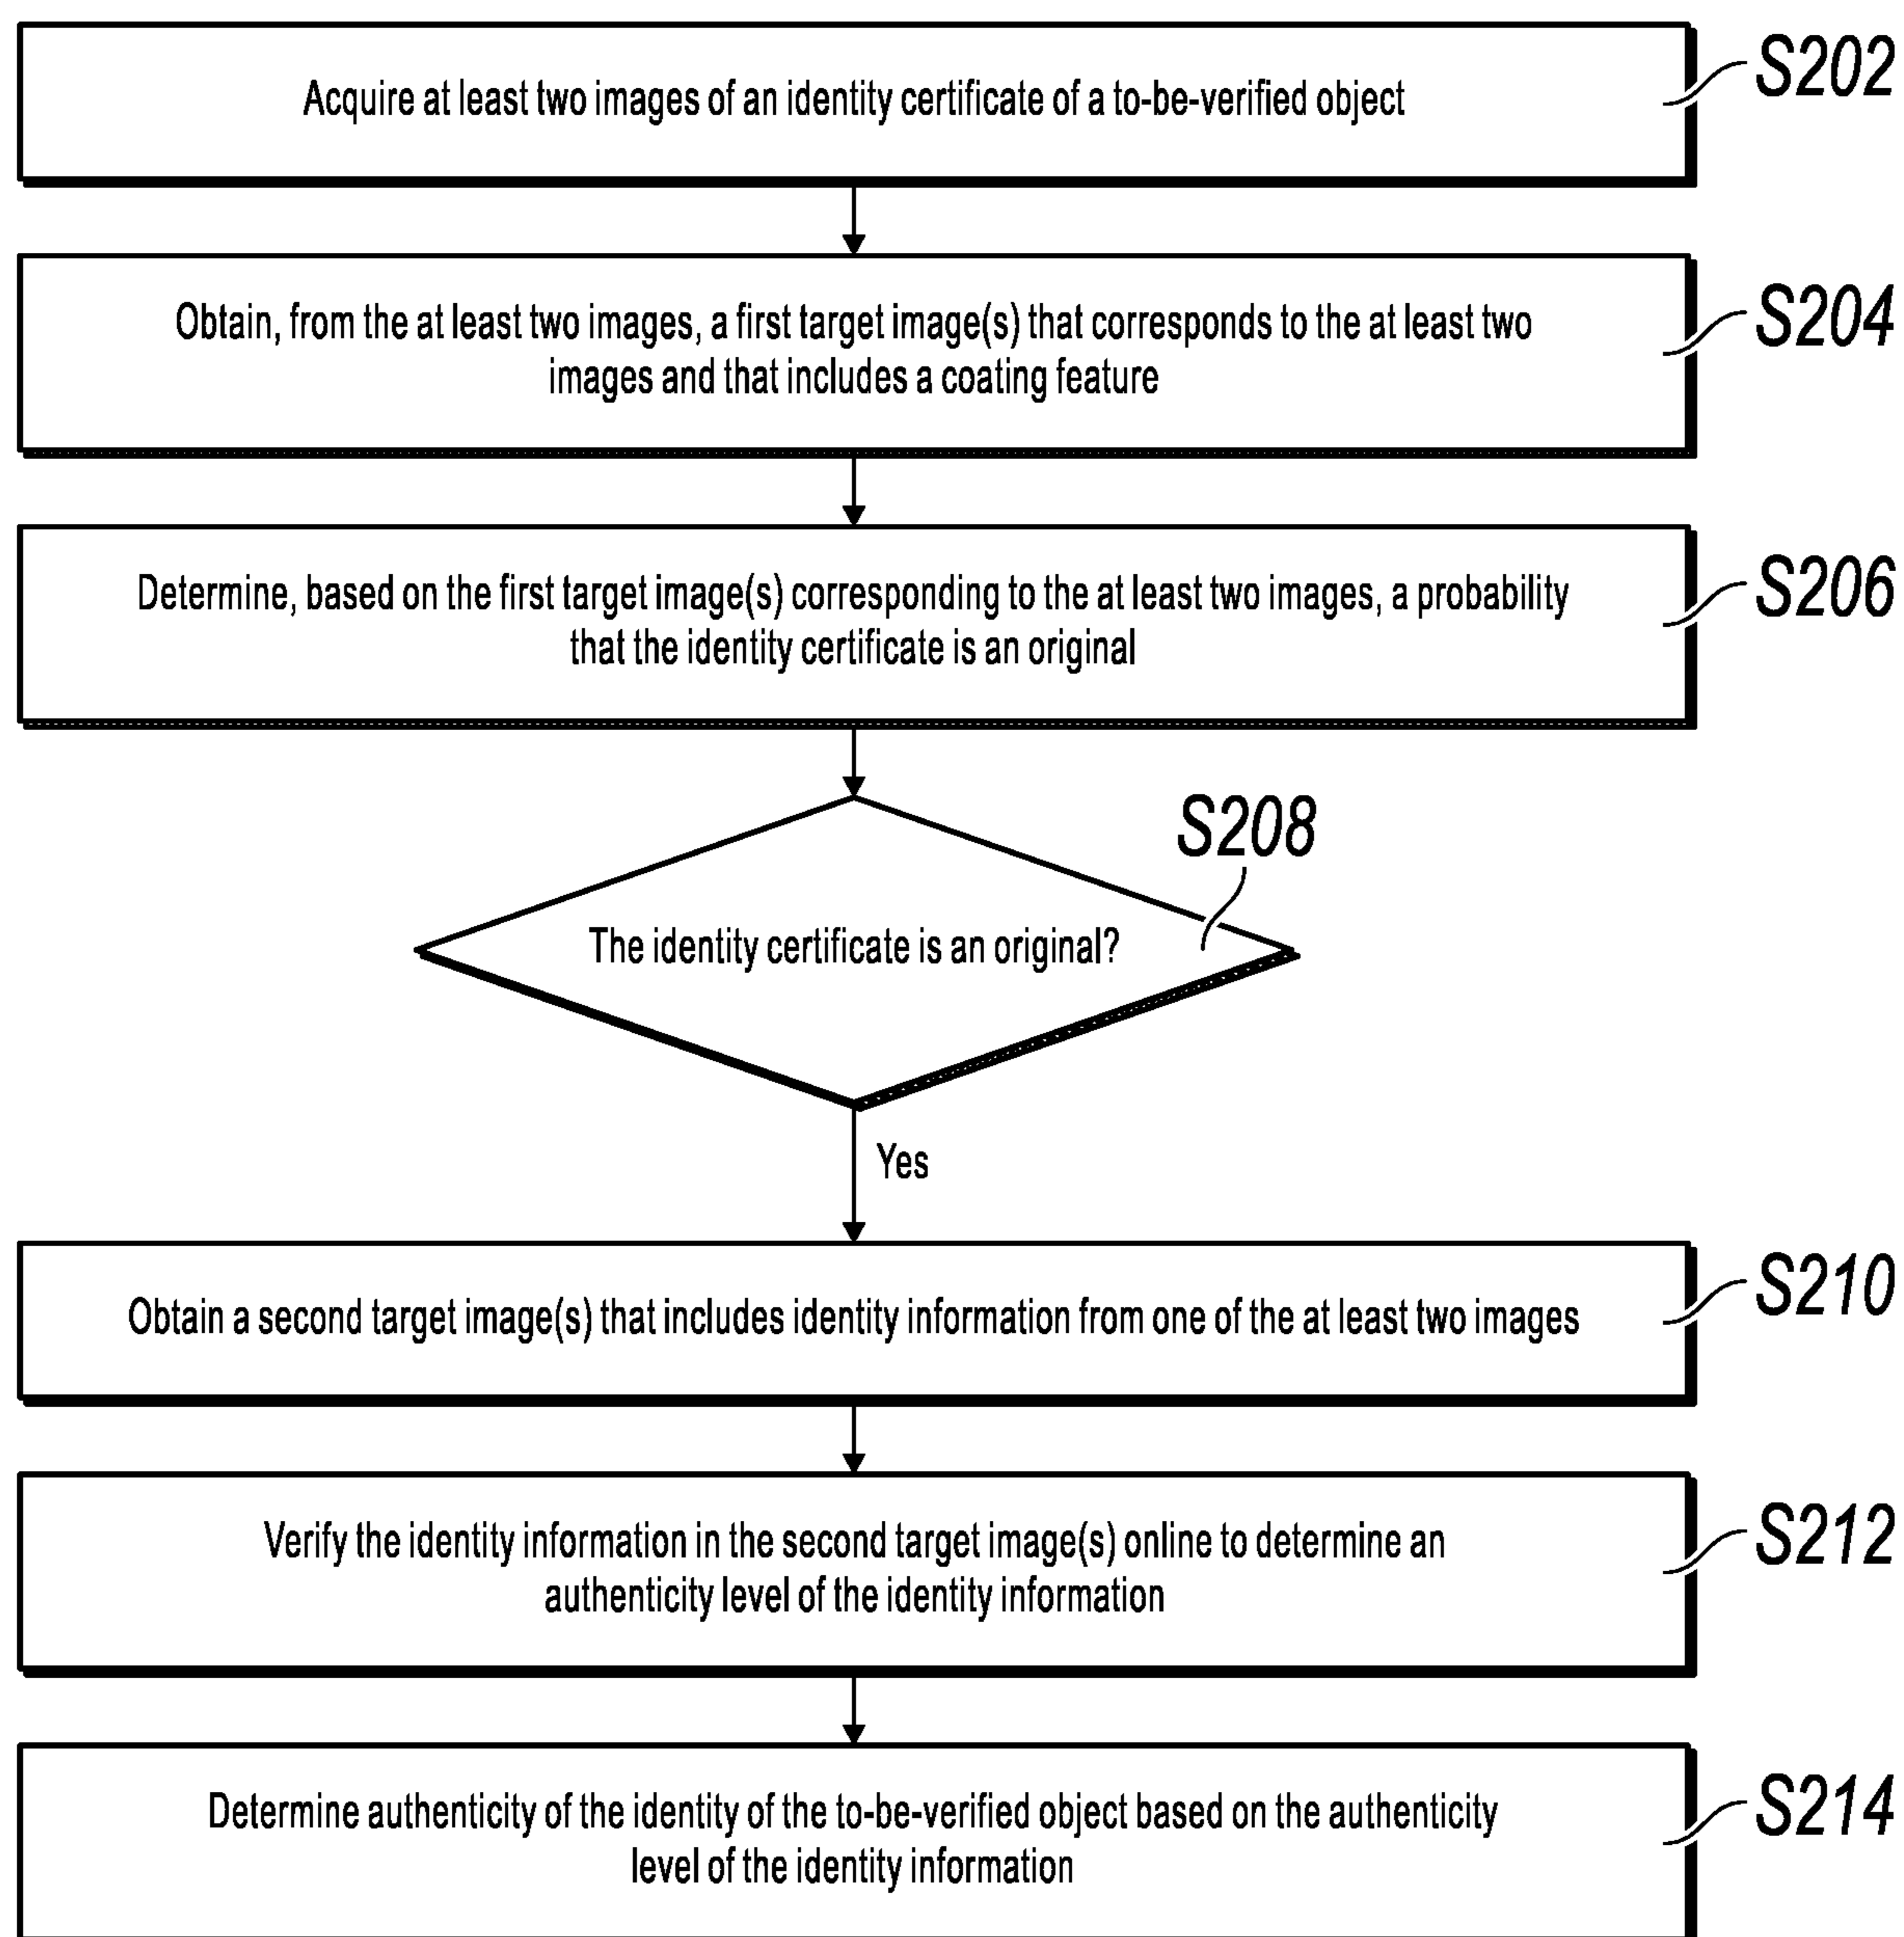 Acquire at least two images of an identity certificate of a to-be-verified object
S202
Obtain, from the at least two images, a first target image(s) that corresponds to the at least two
images and that includes a coating feature
S204
Determine, based on the first target image(s) corresponding to the at least two images, a probability
that the identity certificate is an original
S206
S208
The identity certificate is an original?
Yes
Obtain a second target image(s) that includes identity information from one of the at least two images
S210
Verify the identity information in the second target image(s) online to determine an
authenticity level of the identity information
S212
Determine authenticity of the identity of the to-be-verified object based on the authenticity
level of the identity information
S214